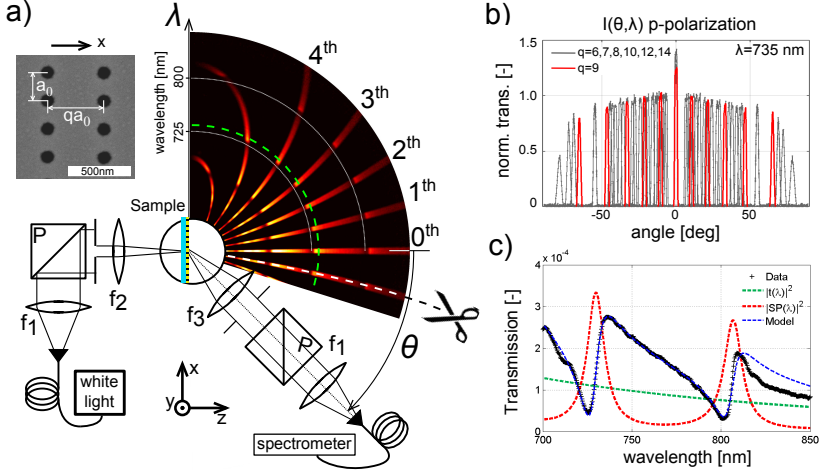 a)
x
a₀
qa₀
500nm
λ
wavelength [nm]
800
725
4th
3th
2th
1th
0th
Sample
P
f₁
f₂
f₃
P
f₁
θ
white
light
x
y
z
spectrometer
b)
I(θ,λ) p-polarization
q=6,7,8,10,12,14
q=9
λ=735 nm
norm. trans. [-]
1.5
1.0
0.5
0
-50
0
50
angle [deg]
c)
x 10⁻⁴
Data
|t(λ)|²
|SP(λ)|²
Model
Transmission [-]
4
3
2
1
0
700
750
800
850
wavelength [nm]